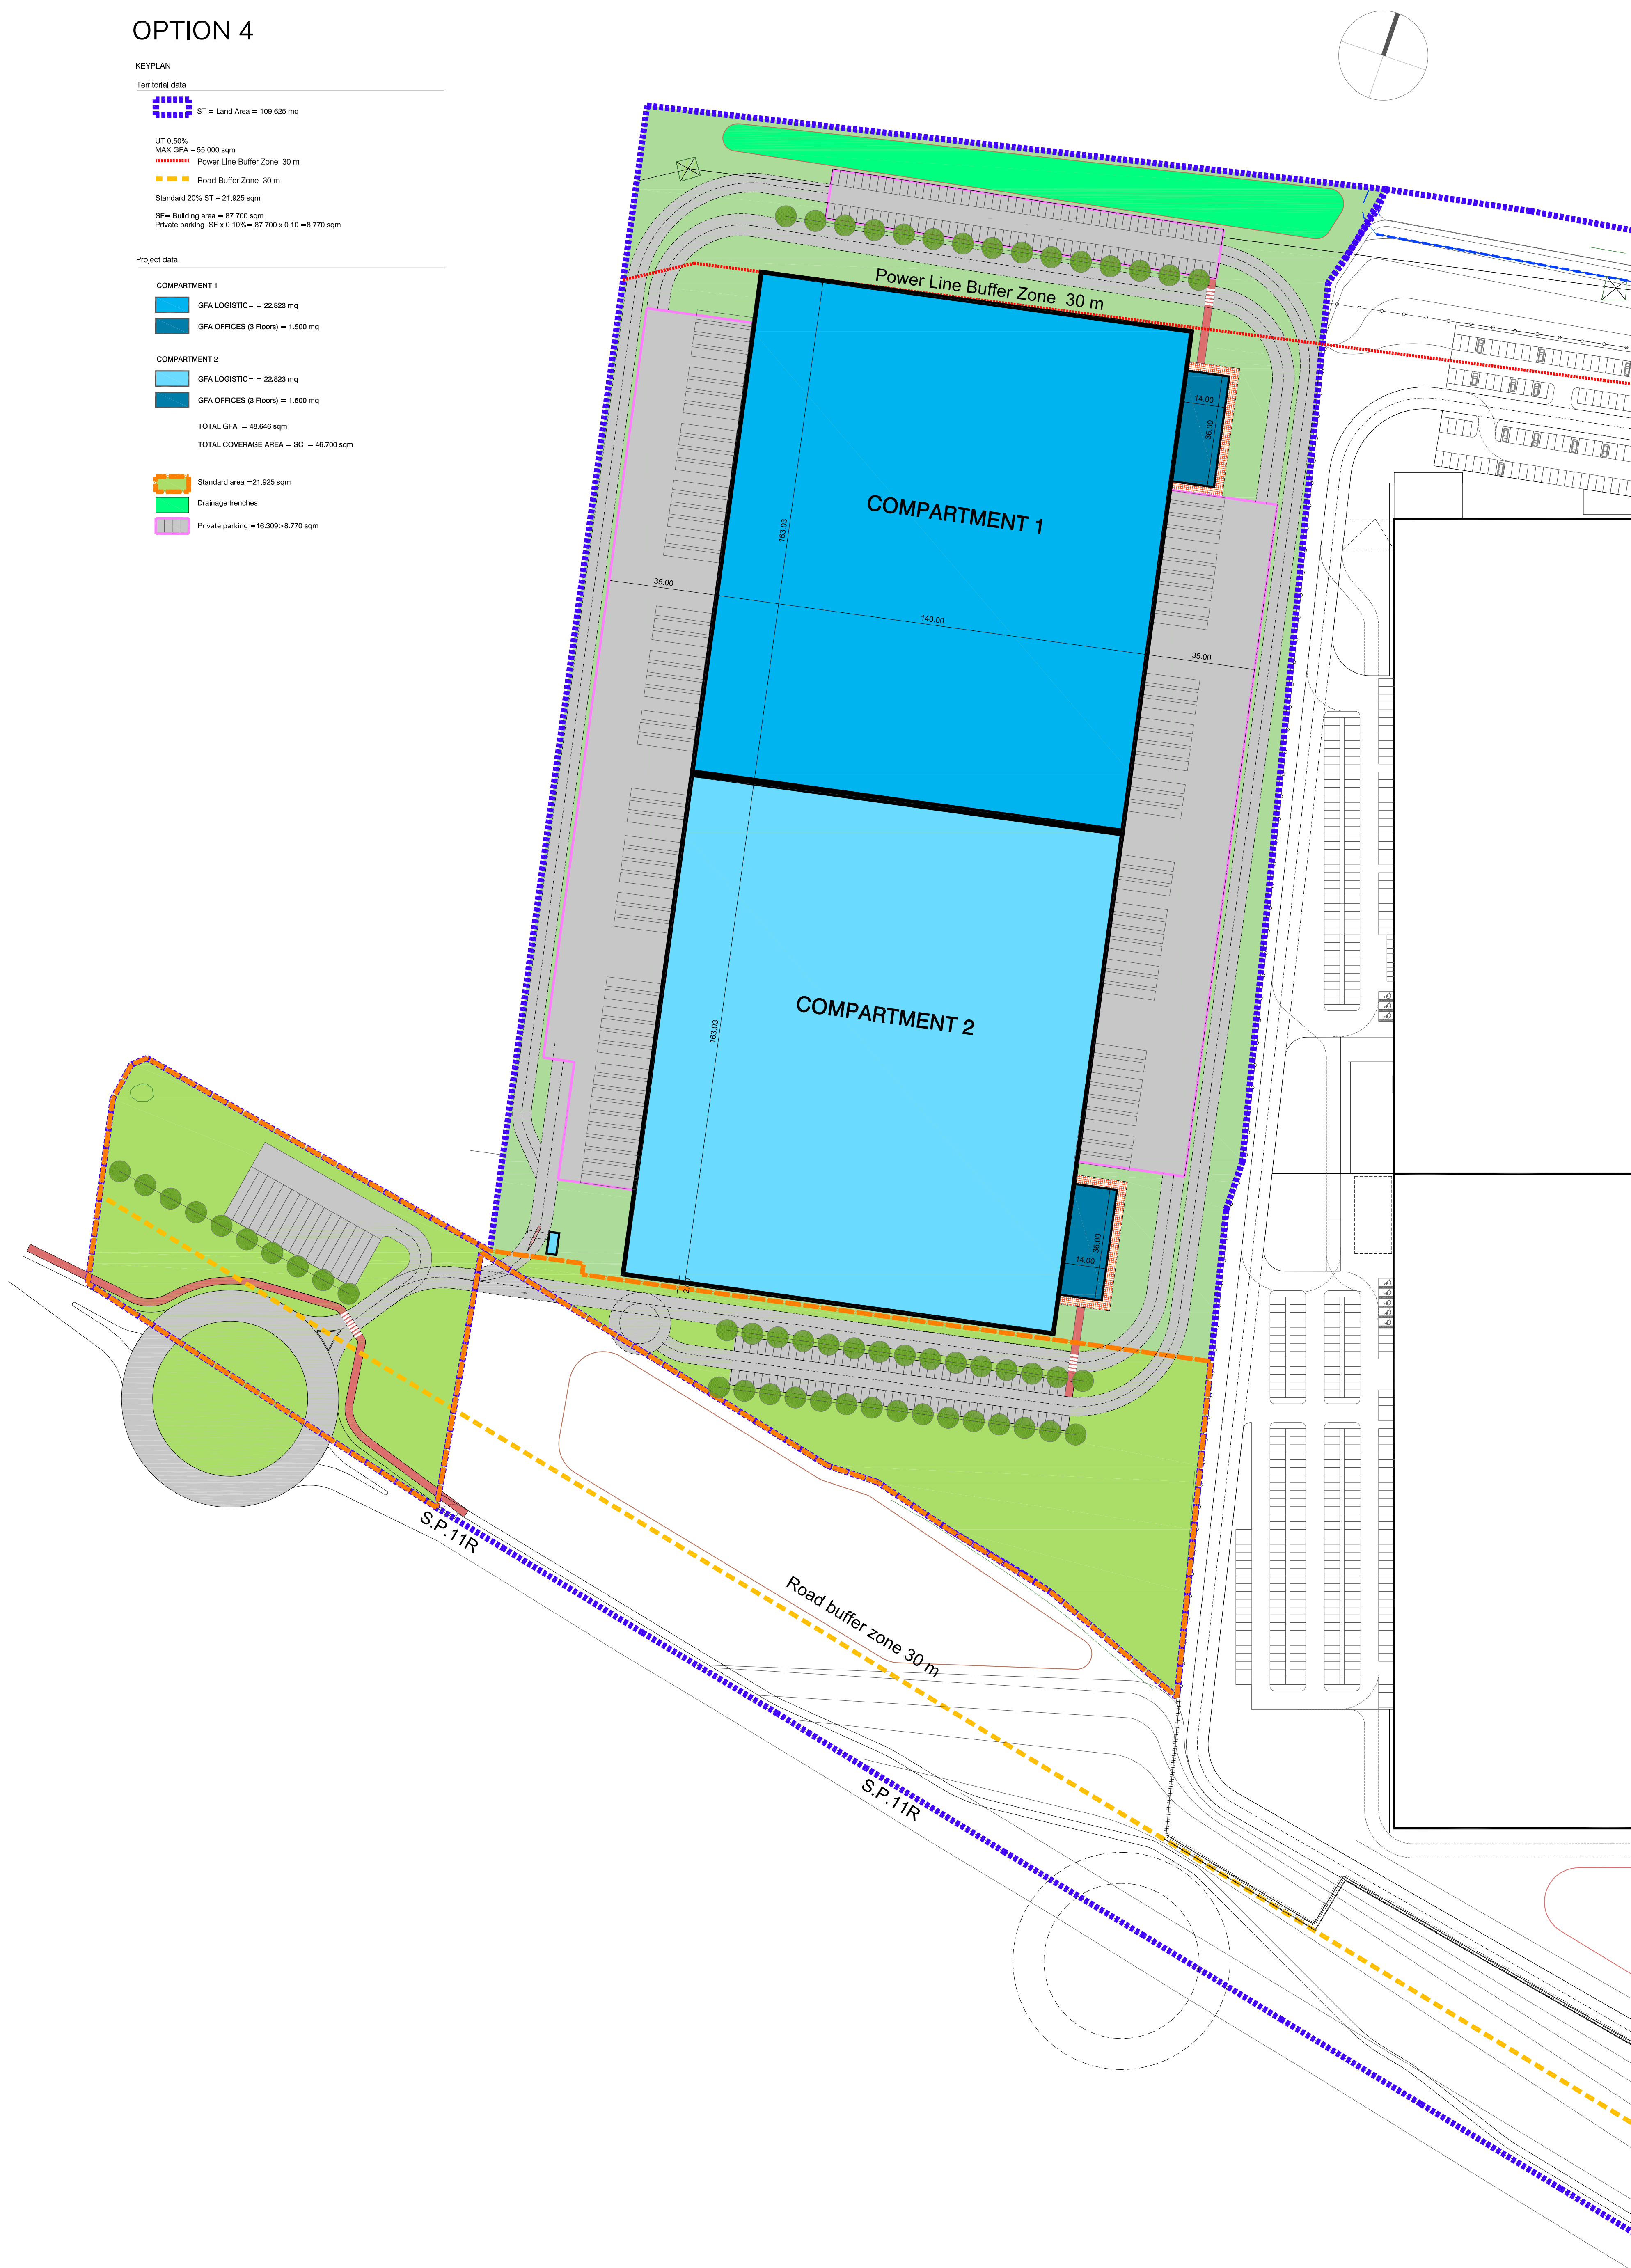 OPTION 4
KEYPLAN
Territorial data
ST = Land Area = 109.625 mq
UT 0.50%
MAX GFA = 55.000 sqm
Power Line Buffer Zone 30 m
Road Buffer Zone 30 m
Standard 20% ST = 21.925 sqm
SF= Building area = 87.700 sqm
Private parking SF x 0,10%= 87.700 x 0.10 =8.770 sqm
Project data
COMPARTMENT 1
GFA LOGISTIC= = 22.823 mq
GFA OFFICES (3 Floors) = 1.500 mq
COMPARTMENT 2
GFA LOGISTIC= = 22.823 mq
GFA OFFICES (3 Floors) = 1.500 mq
TOTAL GFA = 48.646 sqm
TOTAL COVERAGE AREA = SC = 46.700 sqm
Standard area =21.925 sqm
Drainage trenches
Private parking =16.309>8.770 sqm
Power Line Buffer Zone 30 m
14.00
36.00
COMPARTMENT 1
163.03
35.00
140.00
35.00
COMPARTMENT 2
163.03
36.00
14.00
S.P.11R
Road buffer zone 30 m
S.P.11R